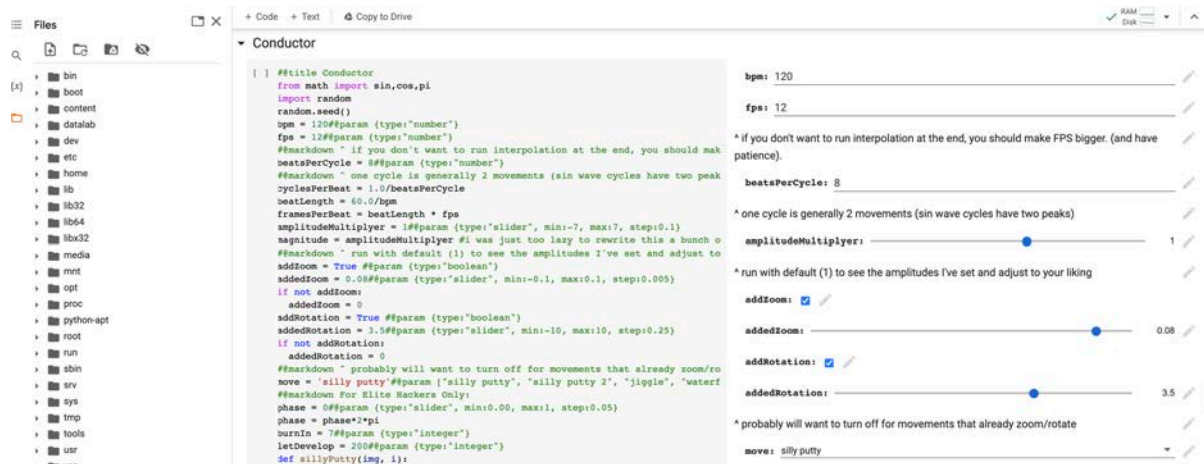 Files
+ Code + Text Copy to Drive
RAM
Disk
Conductor
bin
boot
content
datalab
dev
etc
home
lib
lib32
lib64
libx32
media
mnt
opt
proc
python-apt
root
run
sbin
srv
sys
tmp
tools
usr
{x}
[ ] #@title Conductor
from math import sin,cos,pi
import random
random.seed()
bpm = 120#@param {type:"number"}
fps = 12#@param {type:"number"}
#@markdown ^ if you don't want to run interpolation at the end, you should mak
beatsPerCycle = 8#@param {type:"number"}
#@markdown ^ one cycle is generally 2 movements (sin wave cycles have two peak
cyclesPerBeat = 1.0/beatsPerCycle
beatLength = 60.0/bpm
framesPerBeat = beatLength * fps
amplitudeMultiplyer = 1#@param {type:"slider", min:-7, max:7, step:0.1}
magnitude = amplitudeMultiplyer #i was just too lazy to rewrite this a bunch o
#@markdown ^ run with default (1) to see the amplitudes I've set and adjust to
addZoom = True #@param {type:"boolean"}
addedZoom = 0.08#@param {type:"slider", min:-0.1, max:0.1, step:0.005}
if not addZoom:
addedZoom = 0
addRotation = True #@param {type:"boolean"}
addedRotation = 3.5#@param {type:"slider", min:-10, max:10, step:0.25}
if not addRotation:
addedRotation = 0
#@markdown ^ probably will want to turn off for movements that already zoom/ro
move = 'silly putty'#@param ["silly putty", "silly putty 2", "jiggle", "waterf
#@markdown For Elite Hackers Only:
phase = 0#@param {type:"slider", min:0.00, max:1, step:0.05}
phase = phase*2*pi
burnIn = 7#@param {type:"integer"}
letDevelop = 200#@param {type:"integer"}
def sillyPutty(img, i):
bpm: 120
fps: 12
^ if you don't want to run interpolation at the end, you should make FPS bigger. (and have
patience).
beatsPerCycle: 8
^ one cycle is generally 2 movements (sin wave cycles have two peaks)
amplitudeMultiplyer: 1
^ run with default (1) to see the amplitudes I've set and adjust to your liking
addZoom:
addedZoom: 0.08
addRotation:
addedRotation: 3.5
^ probably will want to turn off for movements that already zoom/rotate
move: silly putty